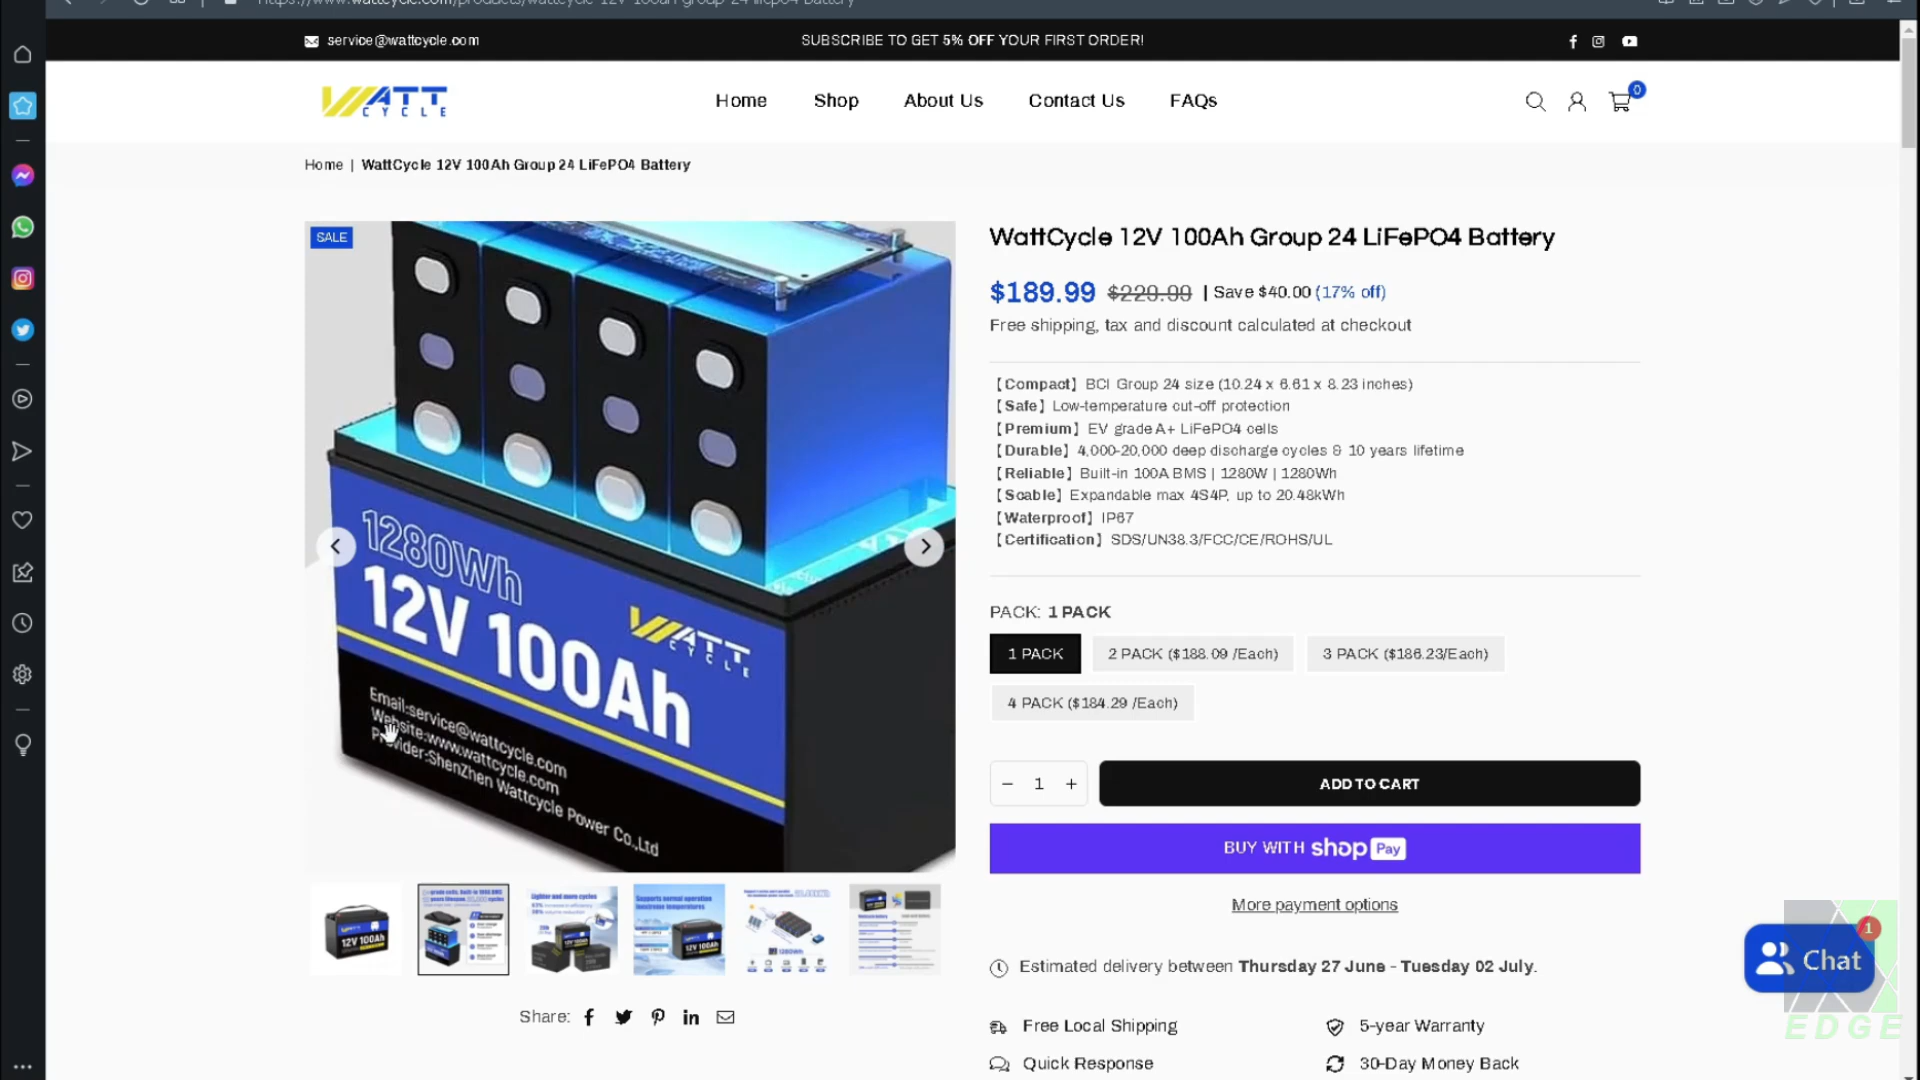 service@wattcycle.com
SUBSCRIBE TO GET 5% OFF YOUR FIRST ORDER!
WATT
CYCLE
Home
Shop
About Us
Contact Us
FAQs
0
Home | WattCycle 12V 100Ah Group 24 LiFePO4 Battery
SALE
1280Wh
12V 100Ah
WATT
CYCLE
Email:service@wattcycle.com
Website:www.wattcycle.com
Provider:ShenZhen Wattcycle Power Co.,Ltd
WattCycle 12V 100Ah Group 24 LiFePO4 Battery
$189.99 $229.99 | Save $40.00 (17% off)
Free shipping, tax and discount calculated at checkout
【Compact】BCI Group 24 size (10.24 x 6.61 x 8.23 inches)
【Safe】Low-temperature cut-off protection
【Premium】EV grade A+ LiFePO4 cells
【Durable】4,000-20,000 deep discharge cycles & 10 years lifetime
【Reliable】Built-in 100A BMS | 1280W | 1280Wh
【Scable】Expandable max 4S4P, up to 20.48kWh
【Waterproof】IP67
【Certification】SDS/UN38.3/FCC/CE/ROHS/UL
PACK: 1 PACK
1 PACK
2 PACK ($188.09 /Each)
3 PACK ($186.23/Each)
4 PACK ($184.29 /Each)
− 1 +
ADD TO CART
BUY WITH shop Pay
More payment options
Estimated delivery between Thursday 27 June - Tuesday 02 July.
Free Local Shipping
5-year Warranty
Quick Response
30-Day Money Back
12V 100Ah
Lighter and more cycles
Supports normal operation
Share:
Chat
1
EDGE